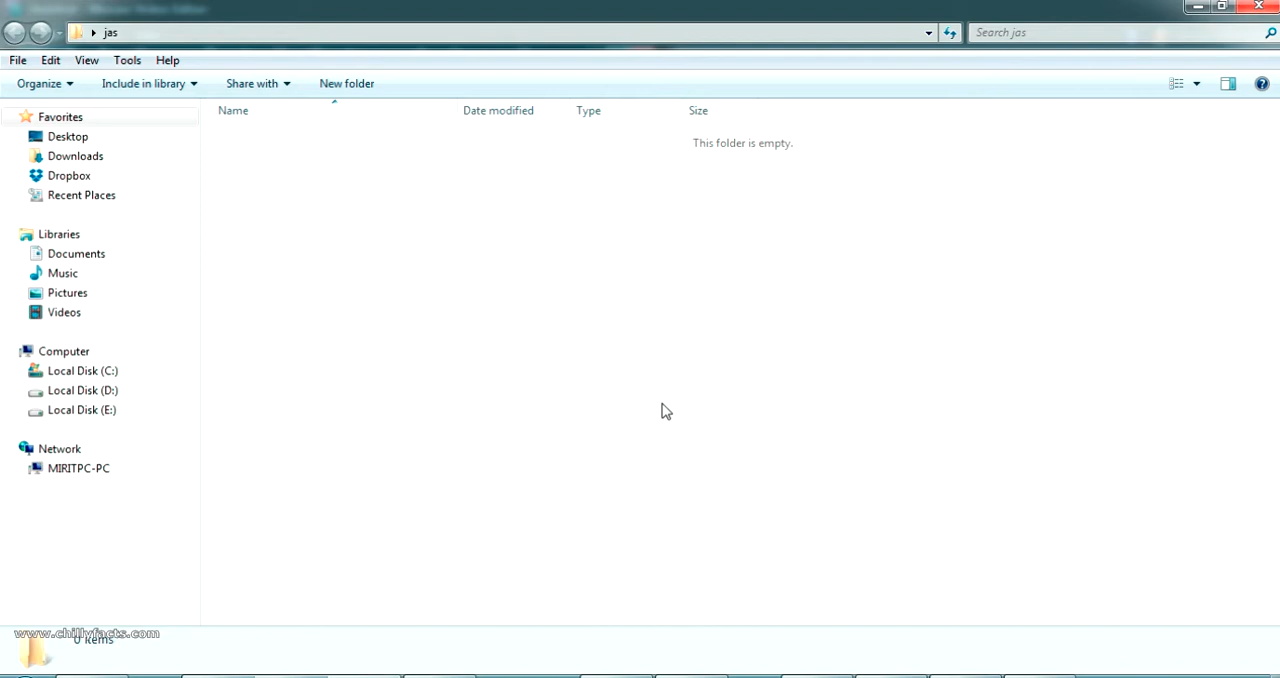 jas
Search jas
File Edit View Tools Help
Organize Include in library Share with New folder
Name Date modified Type Size
This folder is empty.
Favorites
Desktop
Downloads
Dropbox
Recent Places
Libraries
Documents
Music
Pictures
Videos
Computer
Local Disk (C:)
Local Disk (D:)
Local Disk (E:)
Network
MIRITPC-PC
www.chillyfacts.com
0 items